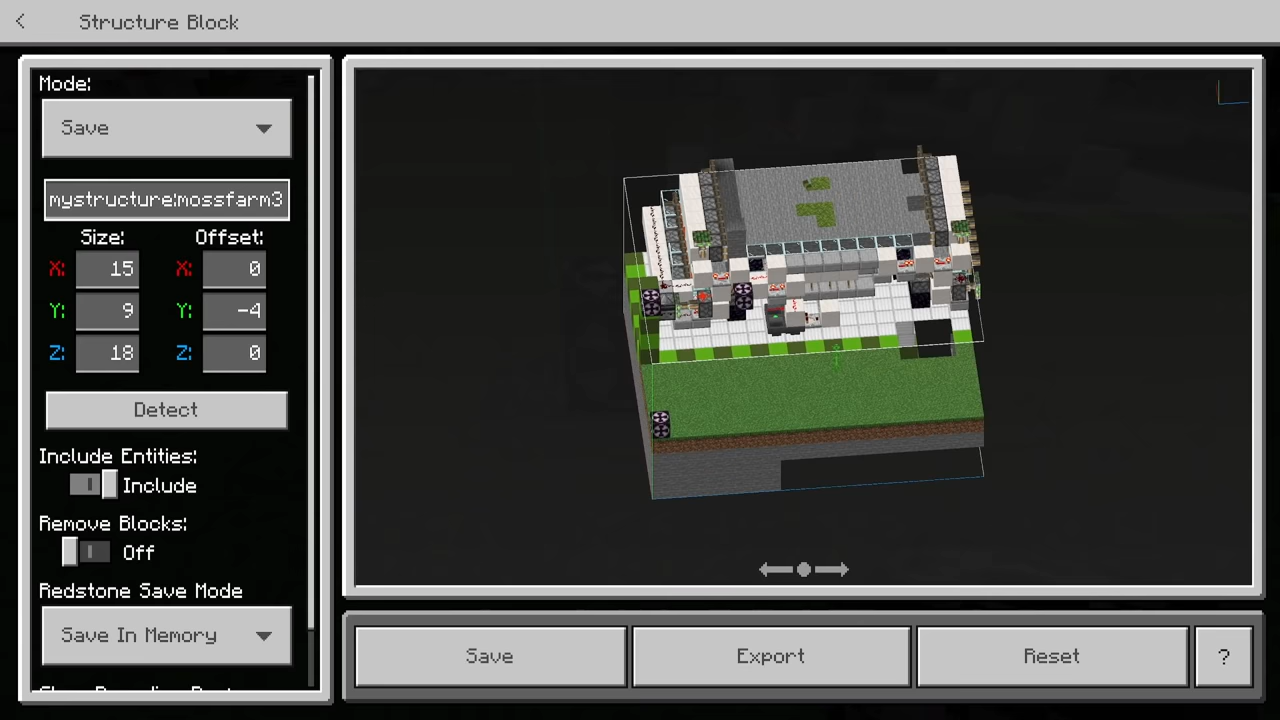 Structure Block
Mode:
Save
mystructure:mossfarm3
Size: Offset:
X: 15 X: 0
Y: 9 Y: -4
Z: 18 Z: 0
Detect
Include Entities:
Include
Remove Blocks:
Off
Redstone Save Mode
Save In Memory
Save Export Reset ?